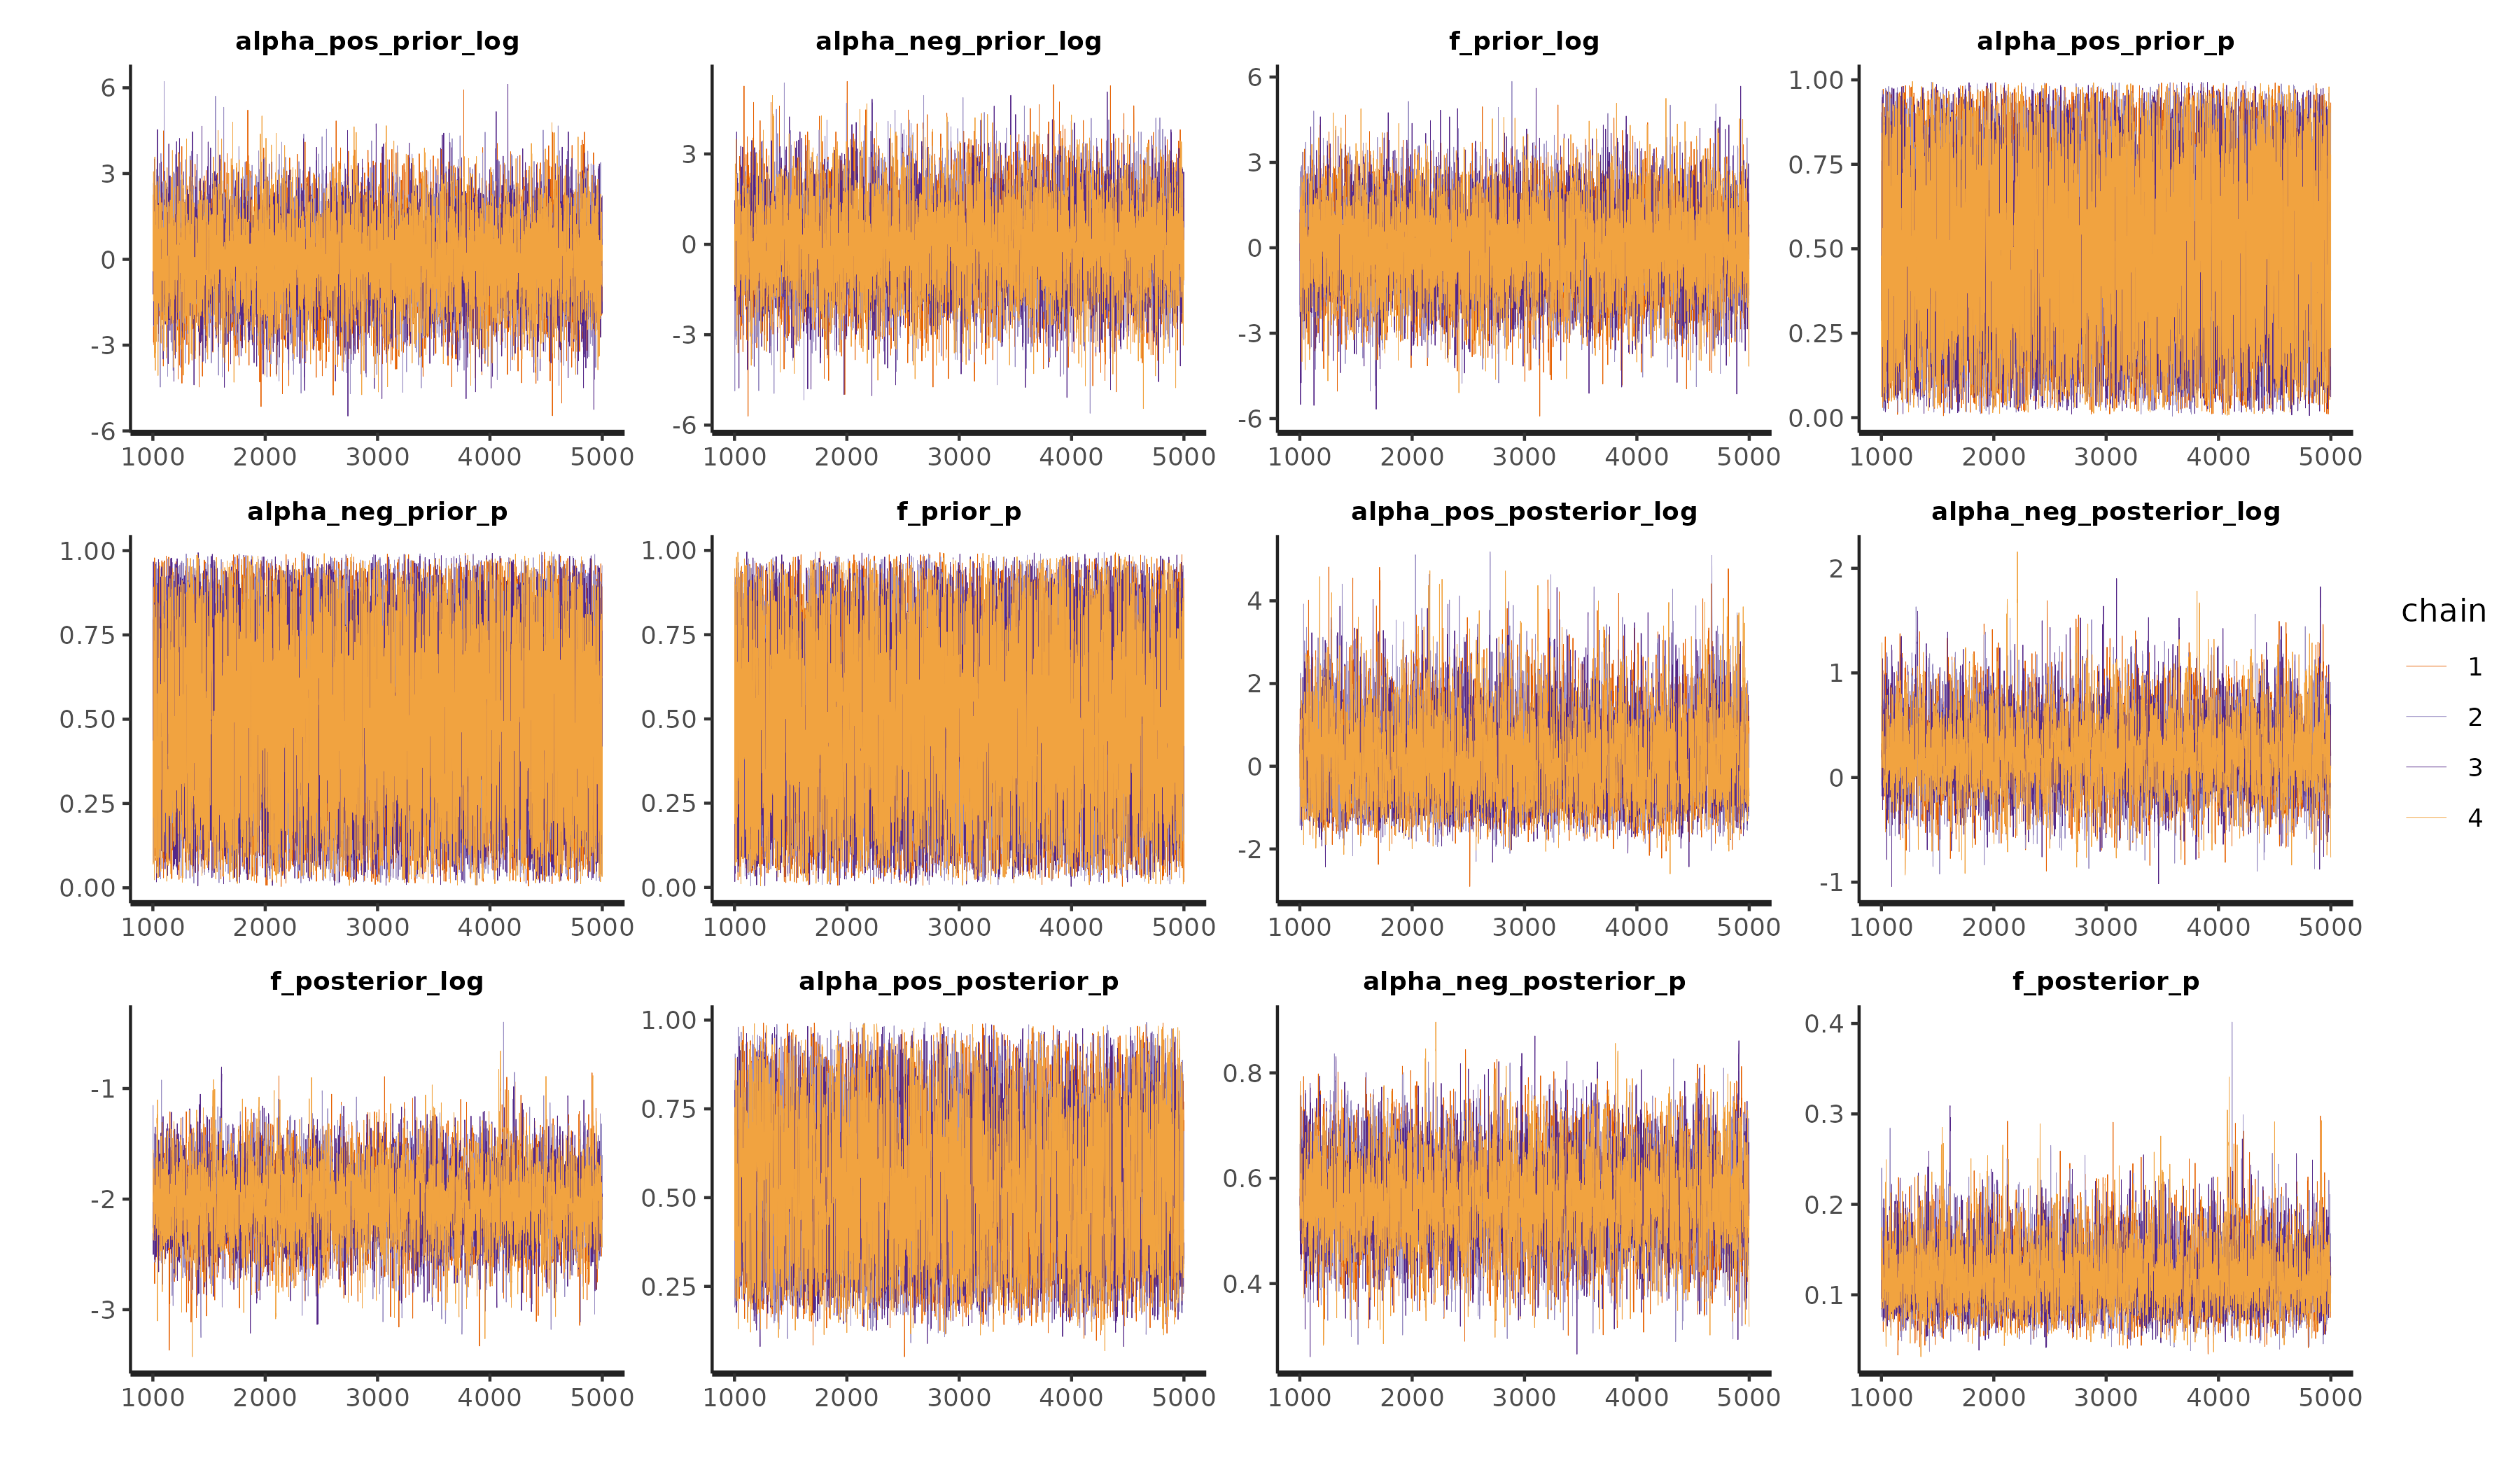 alpha_pos_prior_log
alpha_neg_prior_log
f_prior_log
alpha_pos_prior_p
6
3
0
-3
-6
1000 2000 3000 4000 5000
3
0
-3
-6
1000 2000 3000 4000 5000
6
3
0
-3
-6
1000 2000 3000 4000 5000
1.00
0.75
0.50
0.25
0.00
1000 2000 3000 4000 5000
alpha_neg_prior_p
f_prior_p
alpha_pos_posterior_log
alpha_neg_posterior_log
1.00
0.75
0.50
0.25
0.00
1000 2000 3000 4000 5000
1.00
0.75
0.50
0.25
0.00
1000 2000 3000 4000 5000
4
2
0
-2
1000 2000 3000 4000 5000
2
1
0
-1
1000 2000 3000 4000 5000
chain
1
2
3
4
f_posterior_log
alpha_pos_posterior_p
alpha_neg_posterior_p
f_posterior_p
-1
-2
-3
1000 2000 3000 4000 5000
1.00
0.75
0.50
0.25
1000 2000 3000 4000 5000
0.8
0.6
0.4
1000 2000 3000 4000 5000
0.4
0.3
0.2
0.1
1000 2000 3000 4000 5000